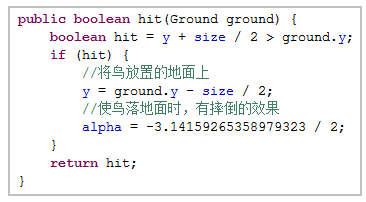 public boolean hit(Ground ground) {
    boolean hit = y + size / 2 > ground.y;
    if (hit) {
        //将鸟放置的地面上
        y = ground.y - size / 2;
        //使鸟落地面时，有摔倒的效果
        alpha = -3.14159265358979323 / 2;
    }
    return hit;
}